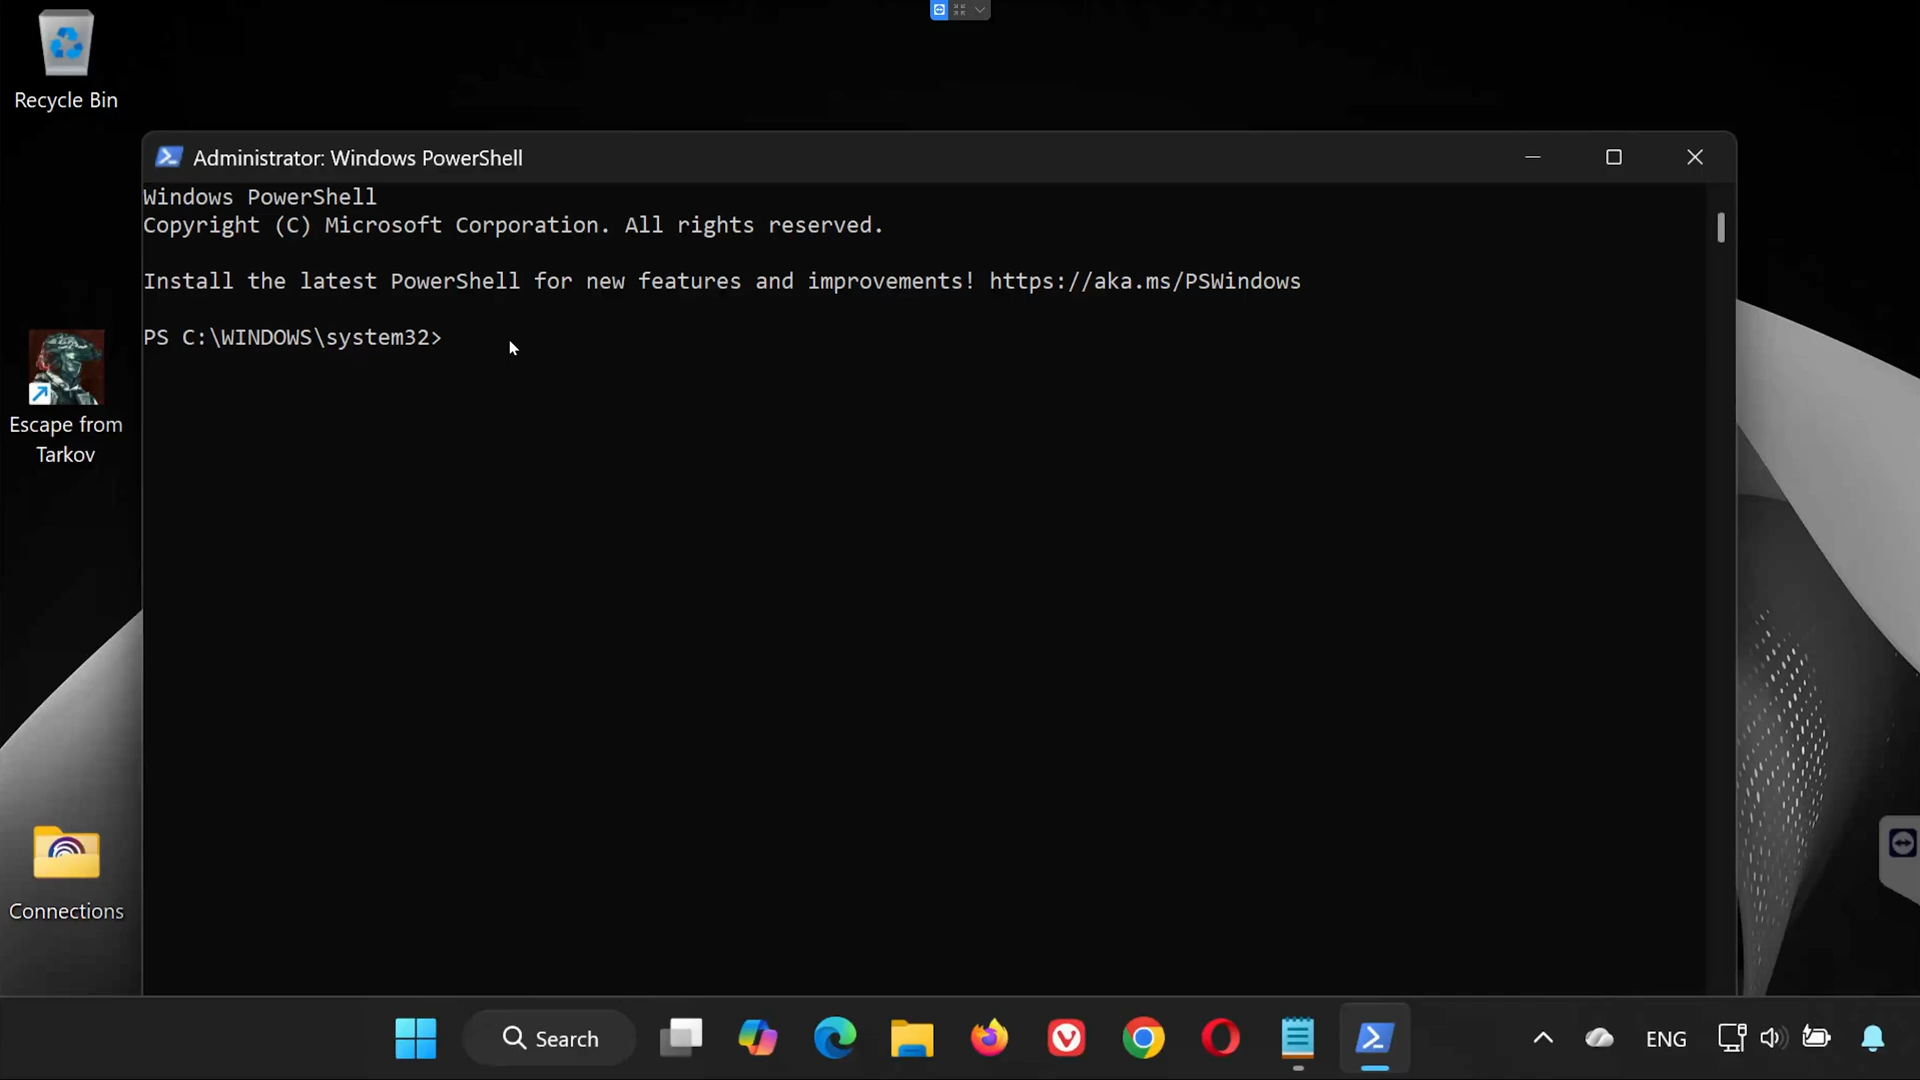 Recycle Bin
Administrator: Windows PowerShell
Windows PowerShell
Copyright (C) Microsoft Corporation. All rights reserved.
Install the latest PowerShell for new features and improvements! https://aka.ms/PSWindows
PS C:\WINDOWS\system32>
Escape from
Tarkov
Connections
Search
ENG